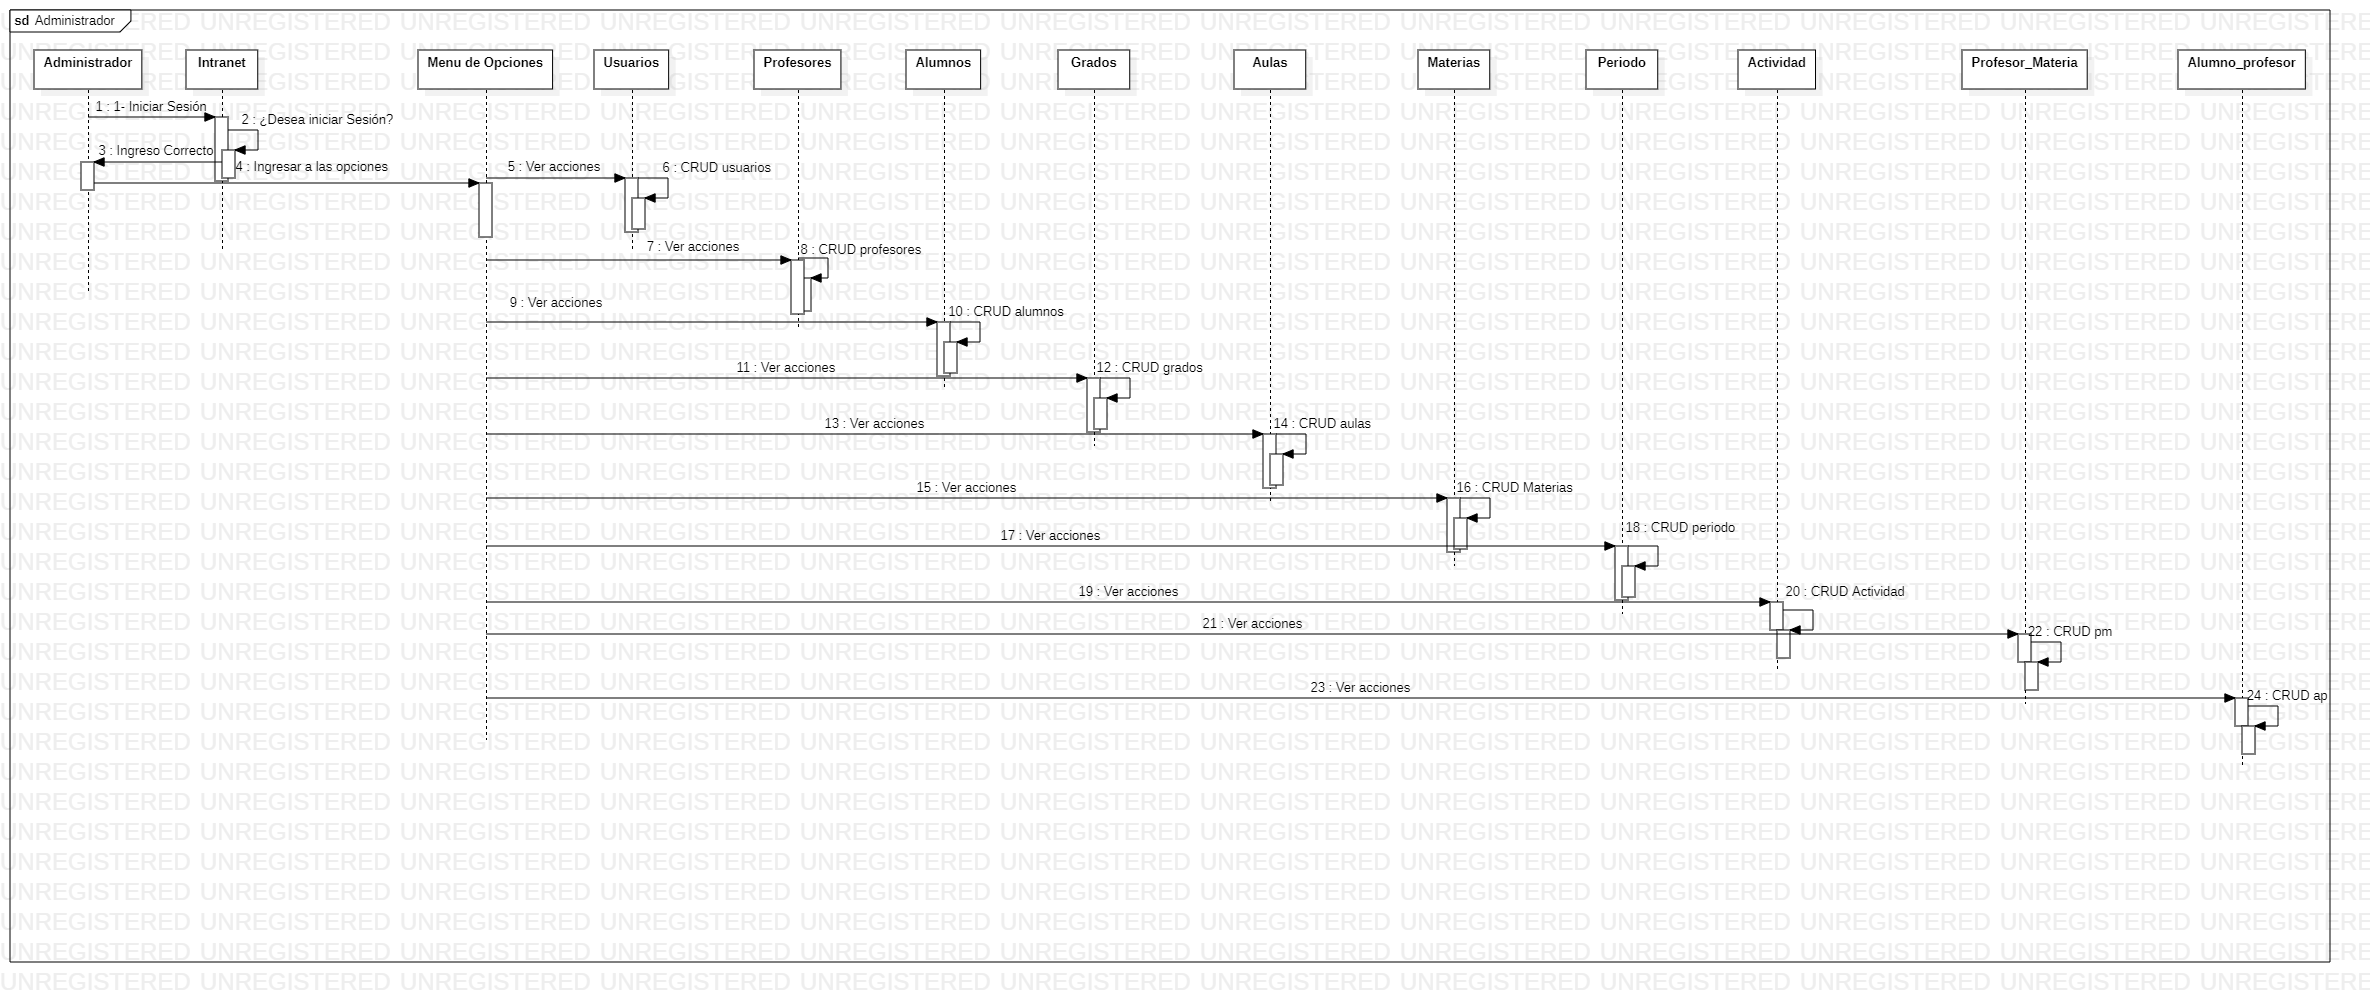 sd Administrador
Administrador
Intranet
Menu de Opciones
Usuarios
Profesores
Alumnos
Grados
Aulas
Materias
Periodo
Actividad
Profesor_Materia
Alumno_profesor
1 : 1- Iniciar Sesión
2 : ¿Desea iniciar Sesión?
3 : Ingreso Correcto
4 : Ingresar a las opciones
5 : Ver acciones
6 : CRUD usuarios
7 : Ver acciones
8 : CRUD profesores
9 : Ver acciones
10 : CRUD alumnos
11 : Ver acciones
12 : CRUD grados
13 : Ver acciones
14 : CRUD aulas
15 : Ver acciones
16 : CRUD Materias
17 : Ver acciones
18 : CRUD periodo
19 : Ver acciones
20 : CRUD Actividad
21 : Ver acciones
22 : CRUD pm
23 : Ver acciones
24 : CRUD ap
UNREGISTERED